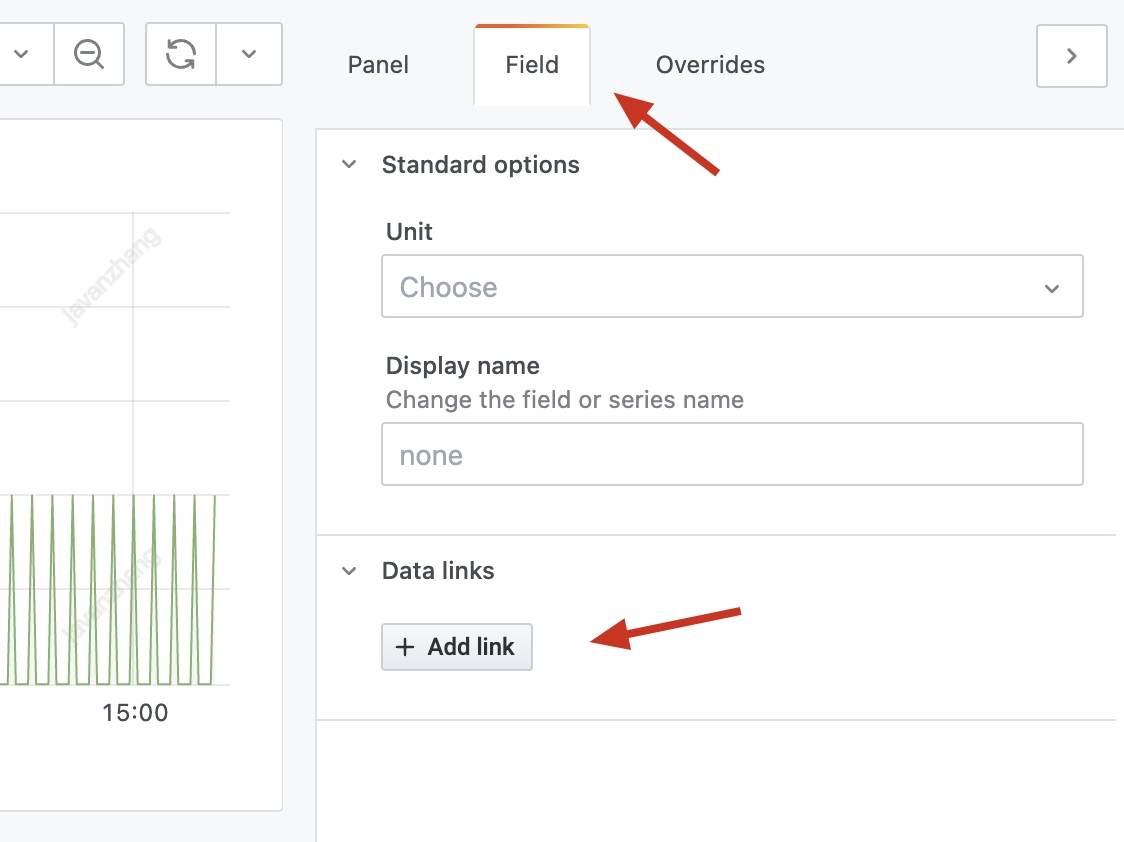 Panel
Field
Overrides
Standard options
Unit
Choose
Display name
Change the field or series name
none
Data links
+ Add link
javanzhang
javanzhang
15:00